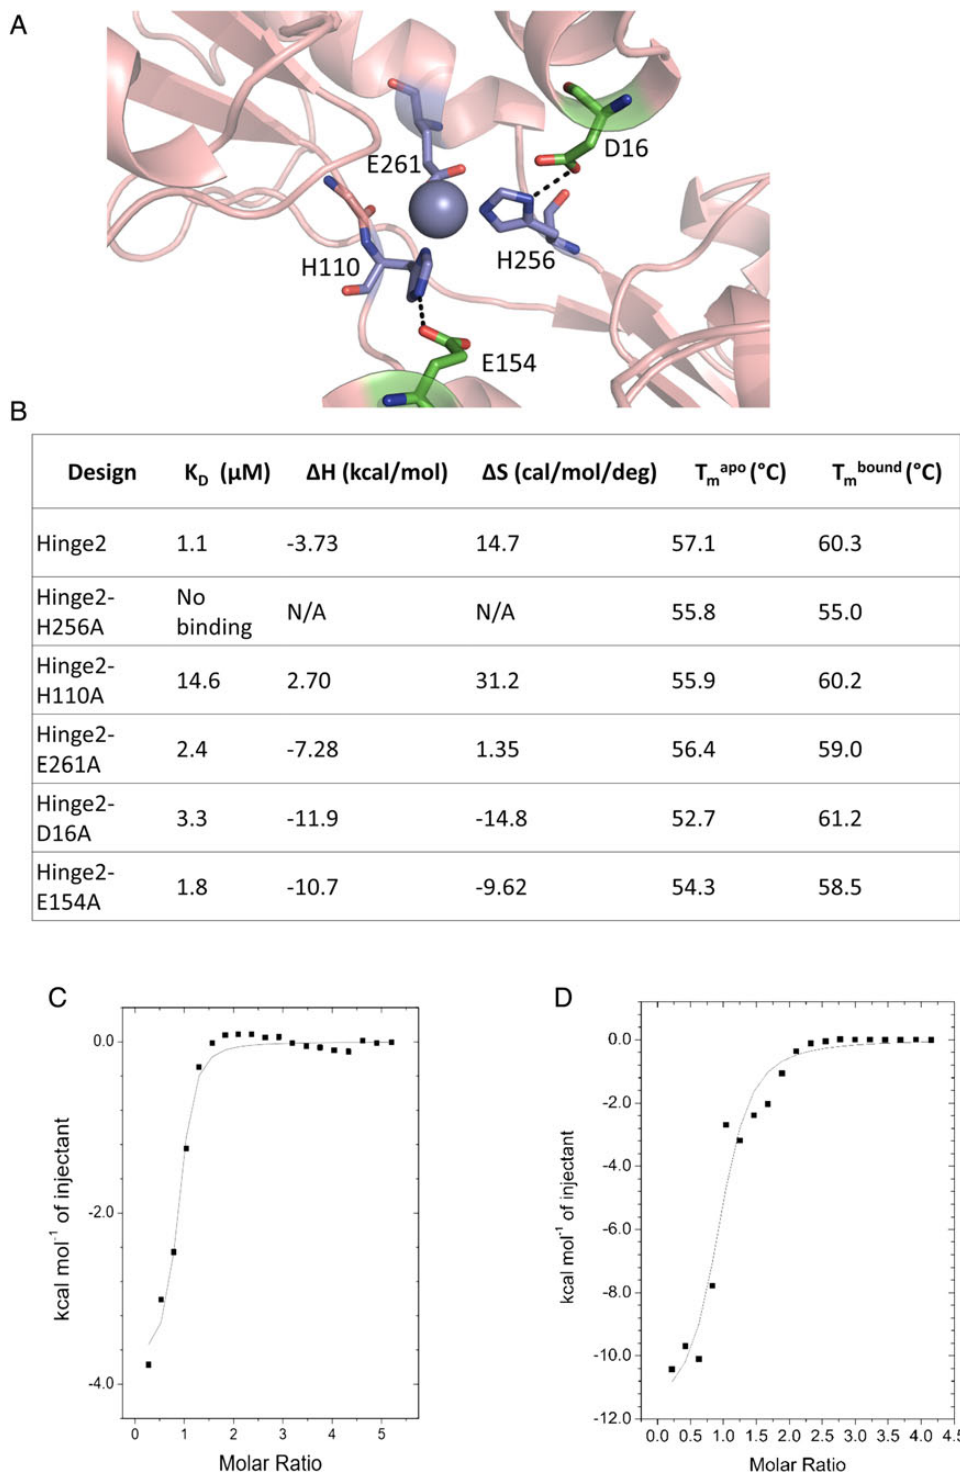 A
E261
D16
H110
H256
E154
B
Design K_D (μM) ΔH (kcal/mol) ΔS (cal/mol/deg) T_m^apo (°C) T_m^bound (°C)
Hinge2 1.1 -3.73 14.7 57.1 60.3
Hinge2-
H256A No
binding N/A N/A 55.8 55.0
Hinge2-
H110A 14.6 2.70 31.2 55.9 60.2
Hinge2-
E261A 2.4 -7.28 1.35 56.4 59.0
Hinge2-
D16A 3.3 -11.9 -14.8 52.7 61.2
Hinge2-
E154A 1.8 -10.7 -9.62 54.3 58.5
C
kcal mol⁻¹ of injectant
0.0
-2.0
-4.0
0 1 2 3 4 5
Molar Ratio
D
kcal mol⁻¹ of injectant
0.0
-2.0
-4.0
-6.0
-8.0
-10.0
-12.0
0.0 0.5 1.0 1.5 2.0 2.5 3.0 3.5 4.0 4.5
Molar Ratio